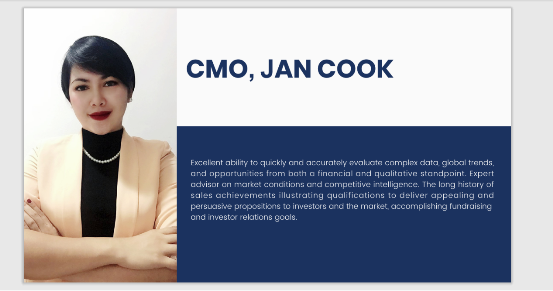 CMO, JAN COOK
Excellent ability to quickly and accurately evaluate complex data, global trends,
and opportunities from both a financial and qualitative standpoint. Expert
advisor on market conditions and competitive intelligence. The long history of
sales achievements illustrating qualifications to deliver appealing and
persuasive propositions to investors and the market, accomplishing fundraising
and investor relations goals.